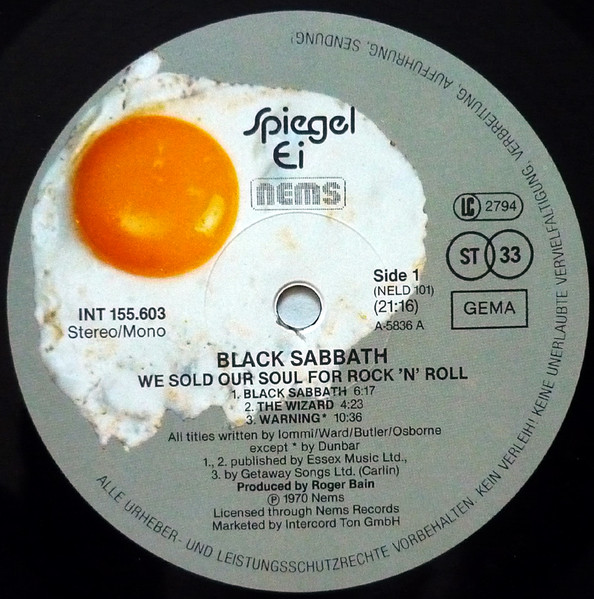 Spiegel
Ei
nems
LC 2794
ST 33
GEMA
Side 1
(NELD 101)
(21:16)
A-5836 A
INT 155.603
Stereo/Mono
BLACK SABBATH
WE SOLD OUR SOUL FOR ROCK 'N' ROLL
1. BLACK SABBATH 6:17
2. THE WIZARD 4:23
3. WARNING* 10:36
All titles written by Iommi/Ward/Butler/Osborne
except * by Dunbar
1., 2. published by Essex Music Ltd.,
3. by Getaway Songs Ltd. (Carlin)
Produced by Roger Bain
℗ 1970 Nems
Licensed through Nems Records
Marketed by Intercord Ton GmbH
ALLE URHEBER- UND LEISTUNGSSCHUTZRECHTE VORBEHALTEN. KEIN VERLEIH! KEINE UNERLAUBTE VERVIELFÄLTIGUNG, VERBREITUNG, AUFFÜHRUNG, SENDUNG!